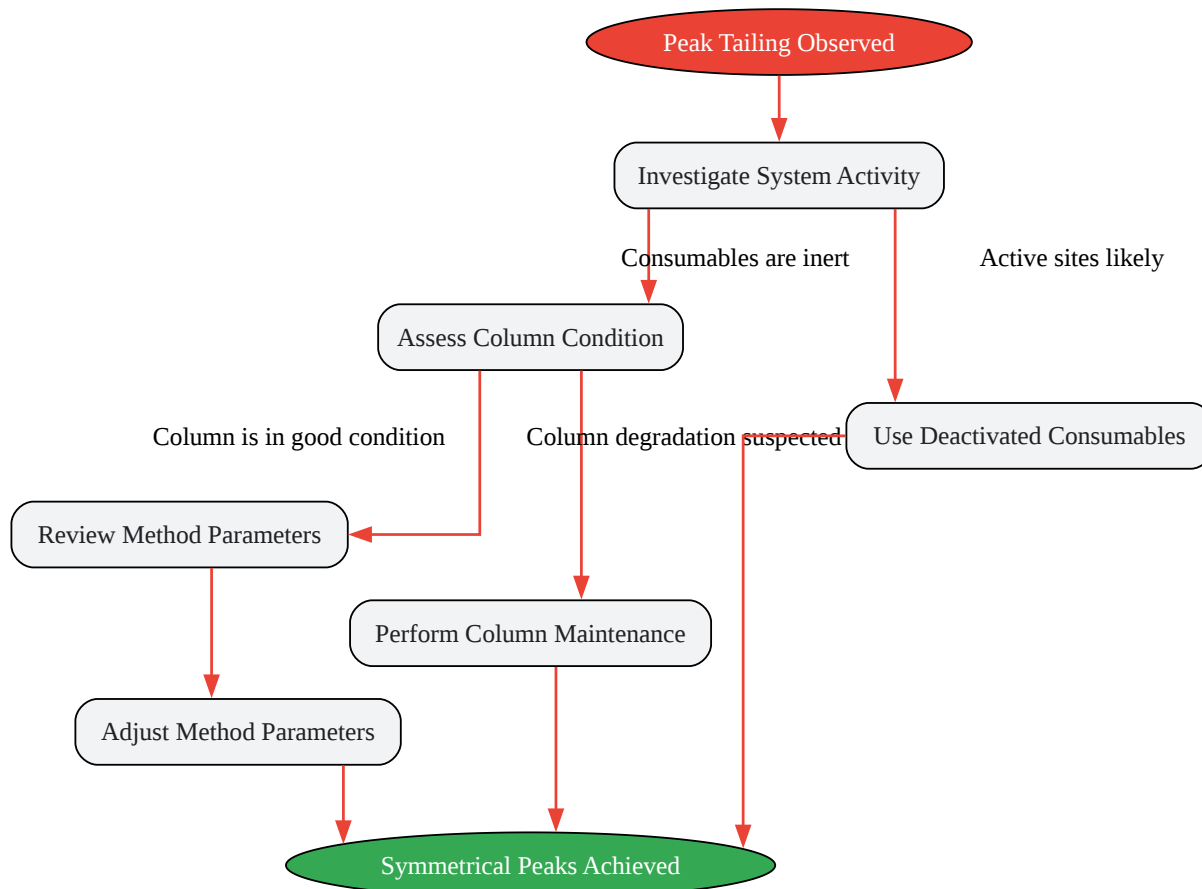 Peak Tailing Observed
Investigate System Activity
Consumables are inert
Active sites likely
Assess Column Condition
Column is in good condition
Column degradation suspected
Use Deactivated Consumables
Review Method Parameters
Perform Column Maintenance
Adjust Method Parameters
Symmetrical Peaks Achieved